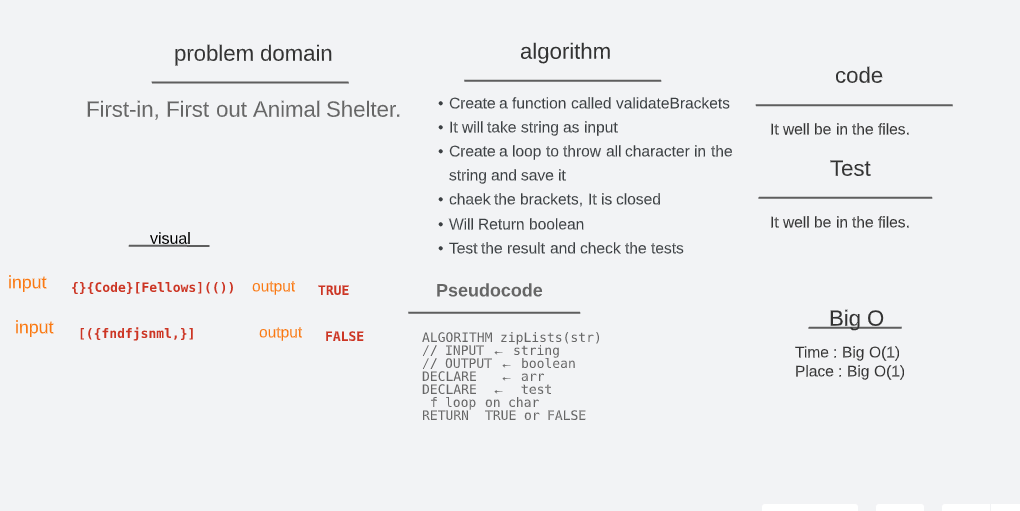 problem domain
First-in, First out Animal Shelter.
visual
input {}{Code}[Fellows](()) output TRUE
input [({fndfjsnml,}] output FALSE
algorithm
• Create a function called validateBrackets
• It will take string as input
• Create a loop to throw all character in the
string and save it
• chaek the brackets, It is closed
• Will Return boolean
• Test the result and check the tests
Pseudocode
ALGORITHM zipLists(str)
// INPUT ← string
// OUTPUT ← boolean
DECLARE ← arr
DECLARE ← test
f loop on char
RETURN TRUE or FALSE
code
It well be in the files.
Test
It well be in the files.
Big O
Time : Big O(1)
Place : Big O(1)